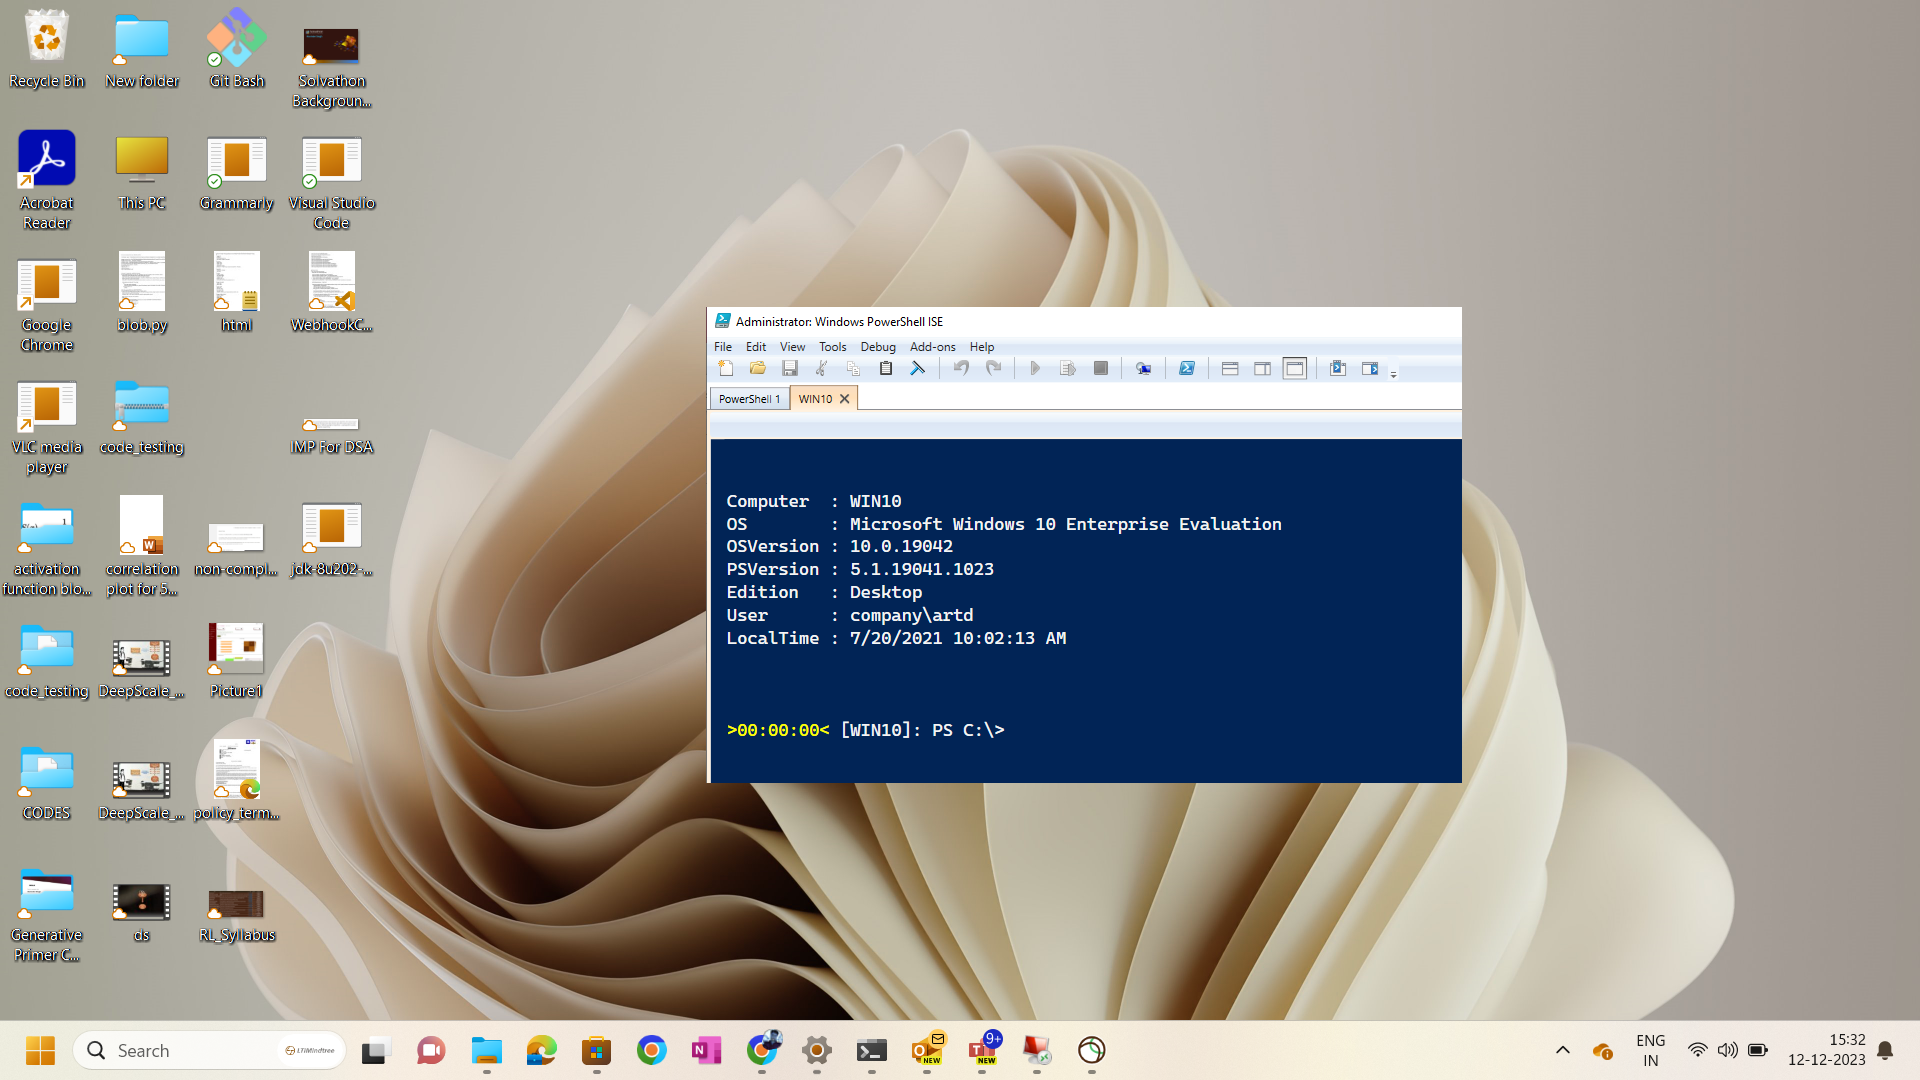 Recycle Bin
New folder
Git Bash
Solvathon
Backgroun...
Acrobat
Reader
This PC
Grammarly
Visual Studio
Code
Google
Chrome
blob.py
html
WebhookC...
VLC media
player
code_testing
IMP For DSA
activation
function blo...
correlation
plot for 5...
non-compl...
jdk-8u202-...
code_testing
DeepScale_...
Picture1
CODES
DeepScale_...
policy_term...
Generative
Primer C...
ds
RL_Syllabus
Administrator: Windows PowerShell ISE
File Edit View Tools Debug Add-ons Help
PowerShell 1 WIN10
Computer : WIN10
OS : Microsoft Windows 10 Enterprise Evaluation
OSVersion : 10.0.19042
PSVersion : 5.1.19041.1023
Edition : Desktop
User : company\artd
LocalTime : 7/20/2021 10:02:13 AM
>00:00:00< [WIN10]: PS C:\>
Search
LTIMindtree
NEW
9+
NEW
ENG
IN
15:32
12-12-2023